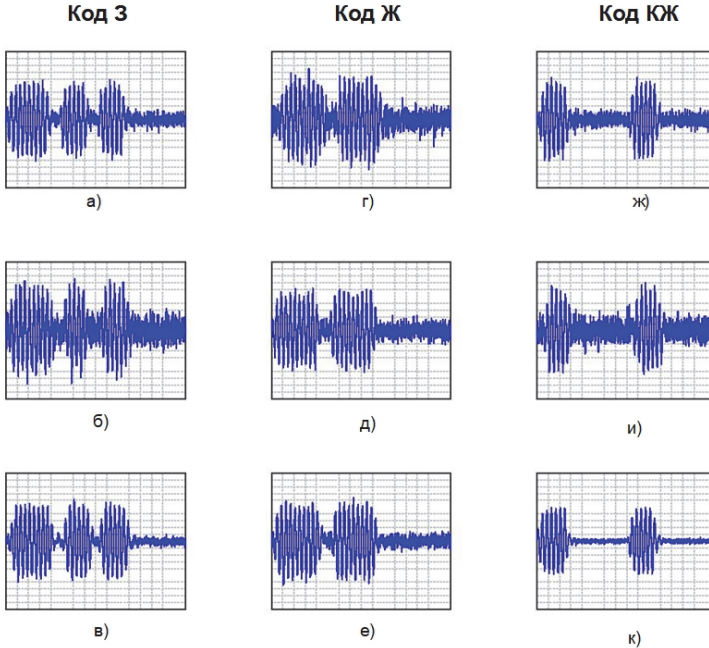 Код З
Код Ж
Код КЖ
а)
г)
ж)
б)
д)
и)
в)
е)
к)